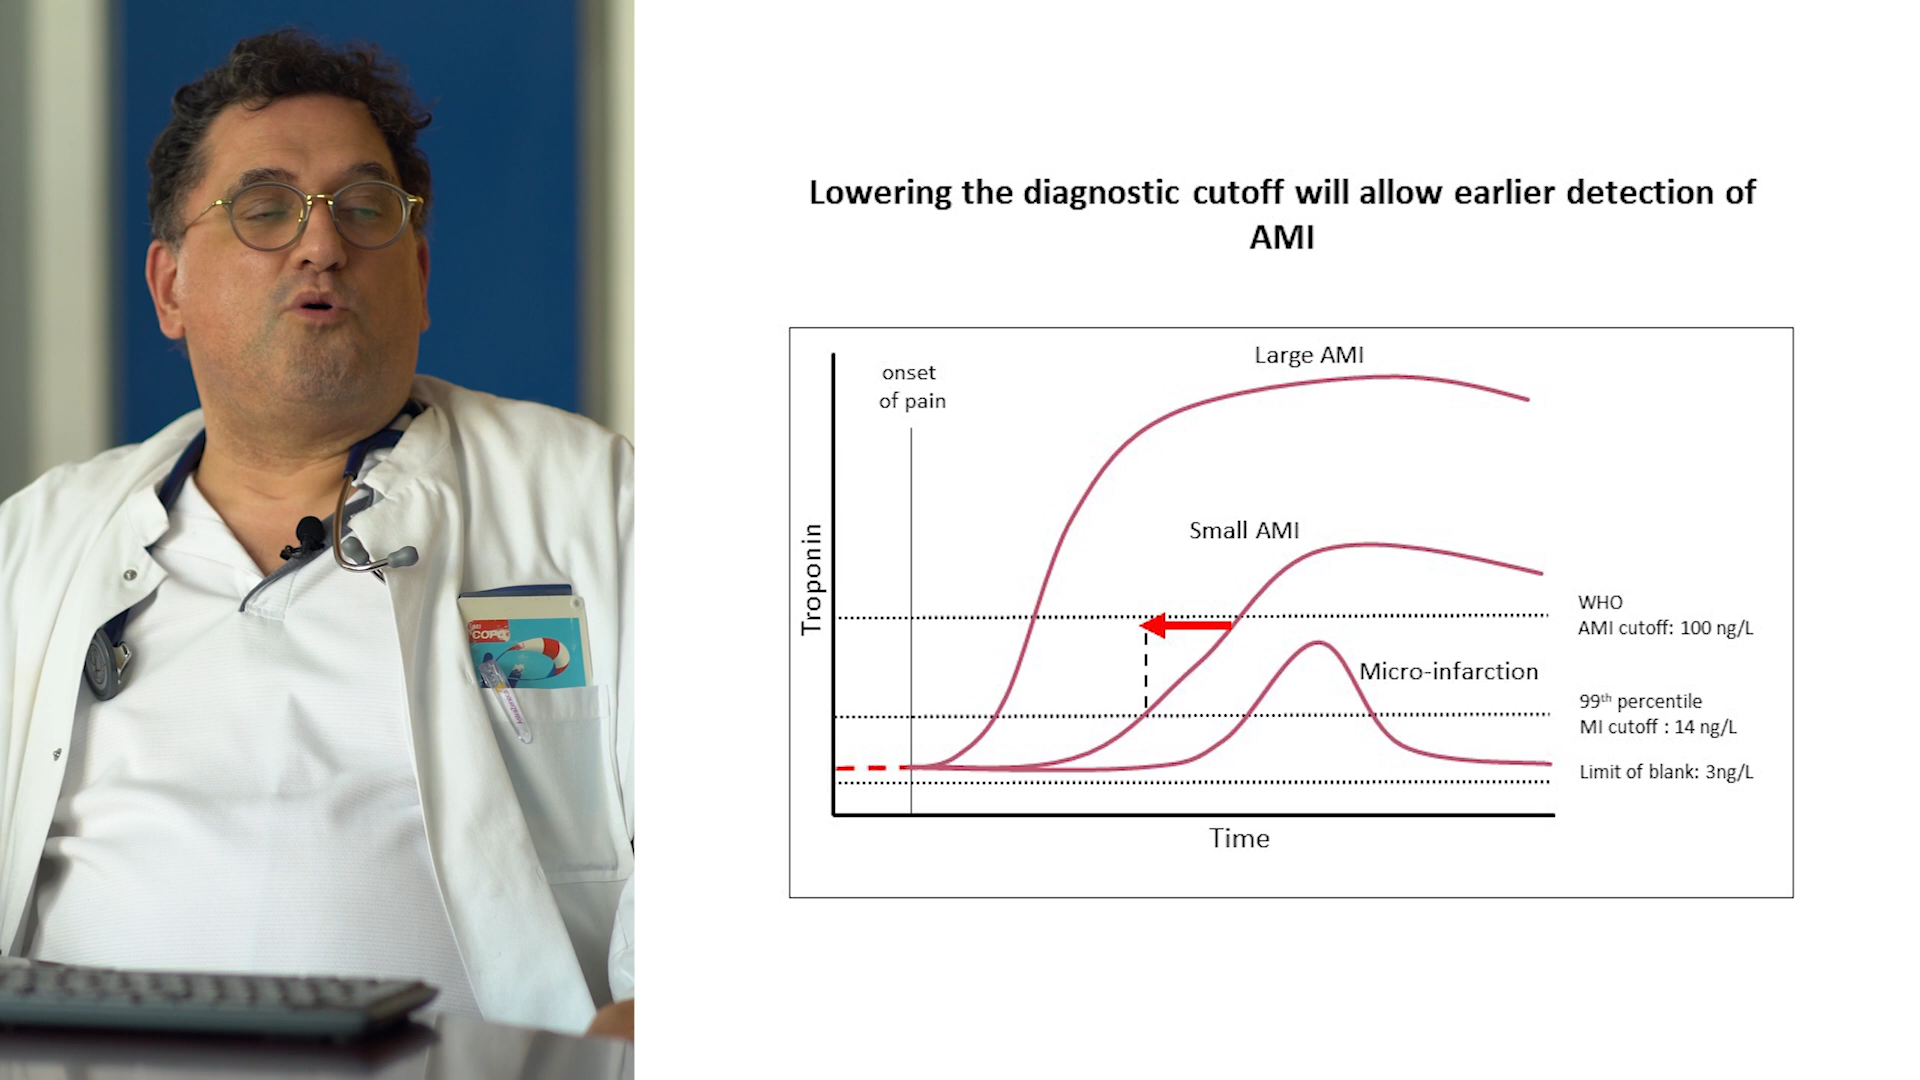 Lowering the diagnostic cutoff will allow earlier detection of
AMI
onset
of pain
Large AMI
Small AMI
Troponin
WHO
AMI cutoff: 100 ng/L
Micro-infarction
99th percentile
MI cutoff : 14 ng/L
Limit of blank: 3ng/L
Time
COPD